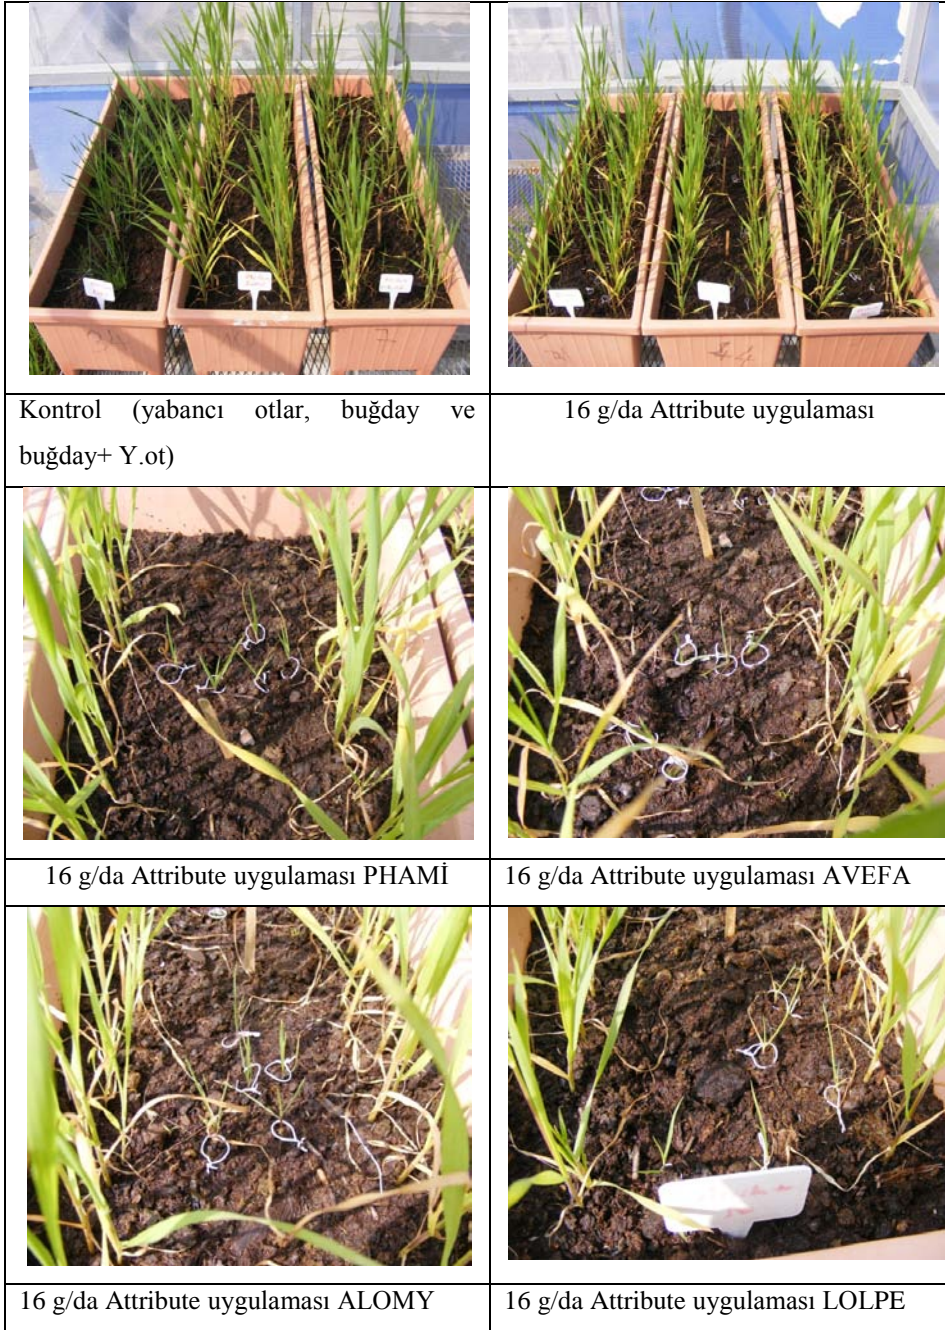 Kontrol (yabancı otlar, buğday ve
buğday+ Y.ot)
16 g/da Attribute uygulaması
16 g/da Attribute uygulaması PHAMİ
16 g/da Attribute uygulaması AVEFA
16 g/da Attribute uygulaması ALOMY
16 g/da Attribute uygulaması LOLPE